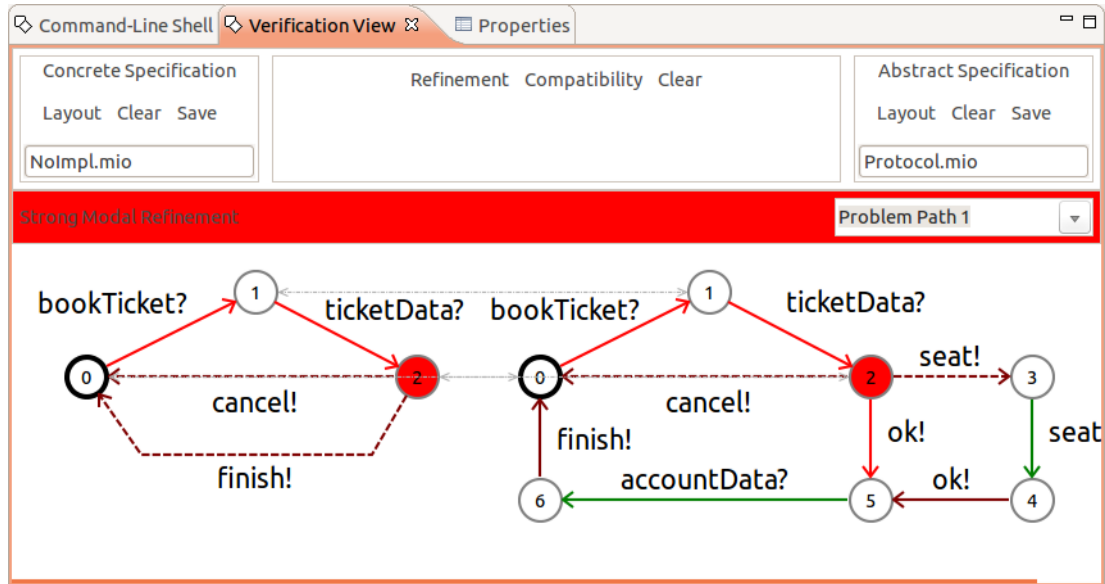 Command-Line Shell Verification View Properties
Concrete Specification
Layout Clear Save
NoImpl.mio
Refinement Compatibility Clear
Abstract Specification
Layout Clear Save
Protocol.mio
Strong Modal Refinement
Problem Path 1
bookTicket? 1 ticketData? bookTicket? 1 ticketData?
0 2 0 2 seat! 3
cancel! cancel!
finish! ok! seat
finish! accountData? ok!
6 5 4